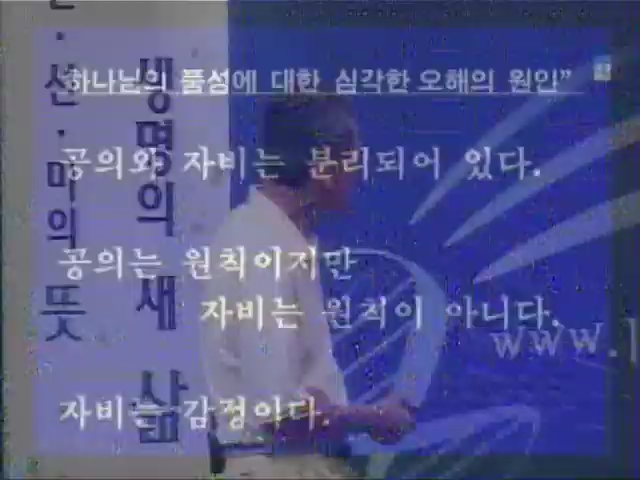 "하나님의 품성에 대한 심각한 오해의 원인"
공의와 자비는 분리되어 있다.
공의는 원칙이지만
자비는 원칙이 아니다.
자비는 감정이다.
생명의 새 삶
선·미의 뜻
www.